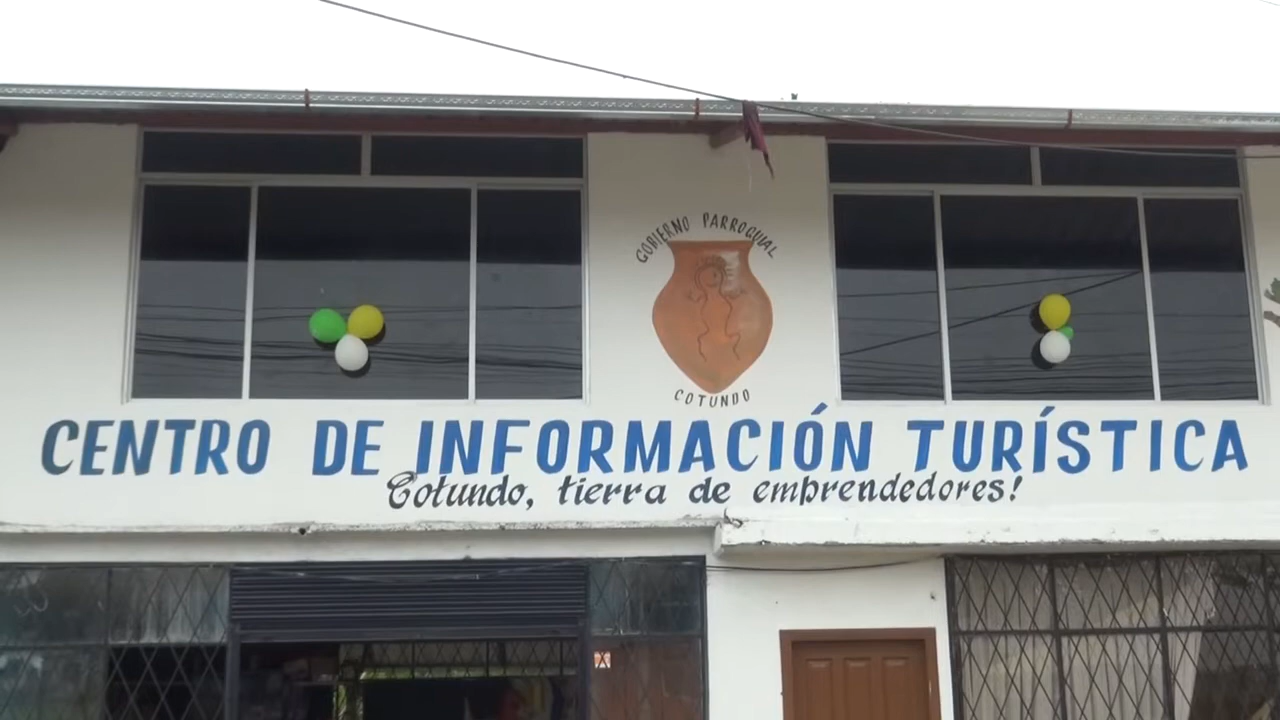 GOBIERNO PARROQUIAL
COTUNDO
CENTRO DE INFORMACIÓN TURÍSTICA
Cotundo, tierra de emprendedores!